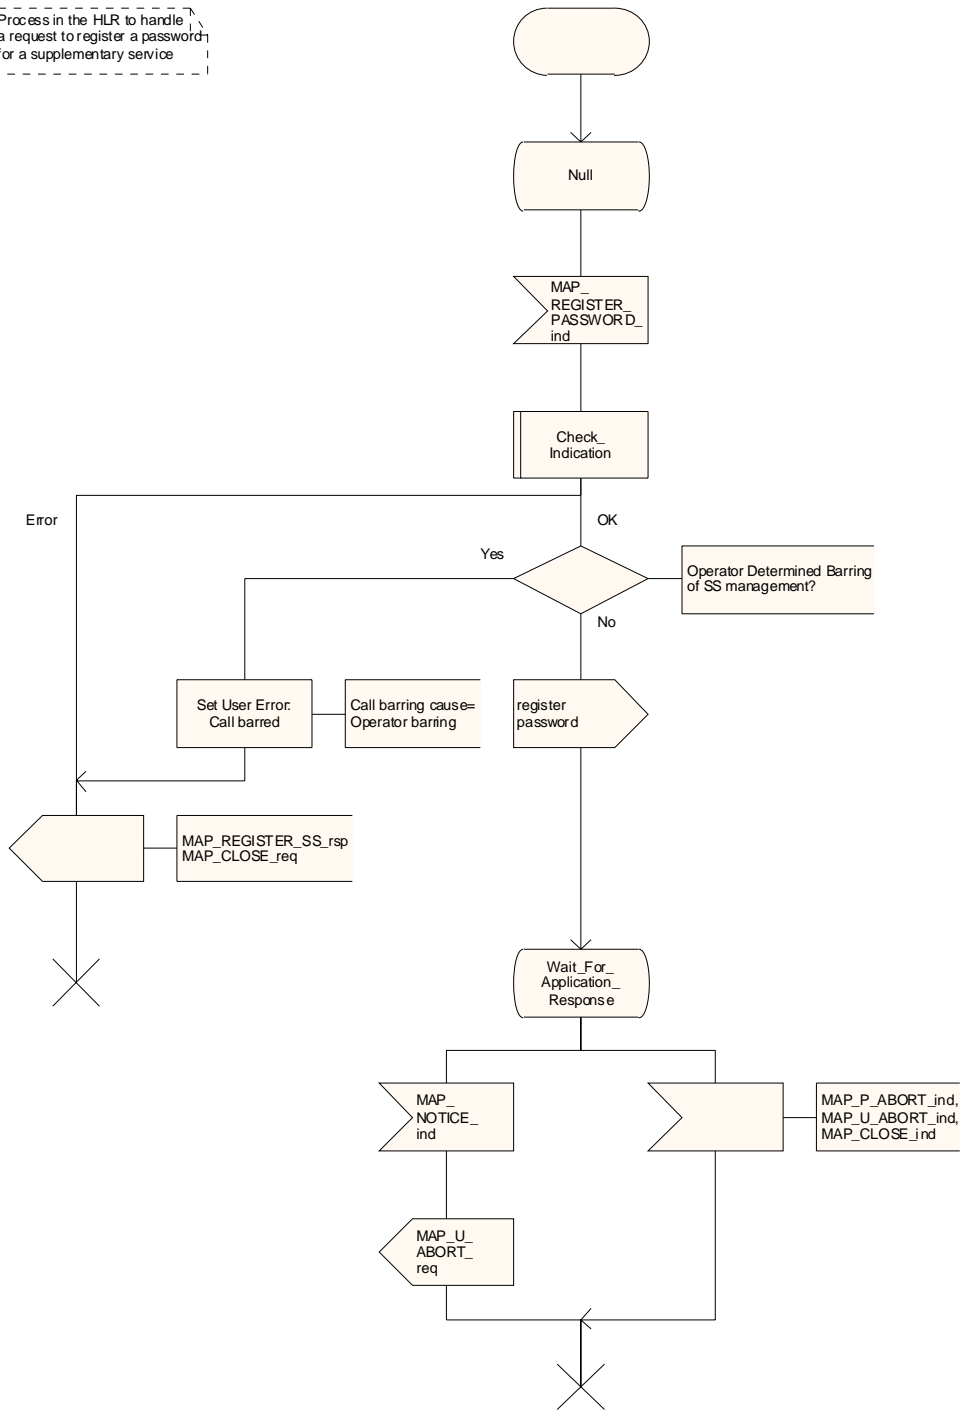 Process in the HLR to handle
a request to register a password
for a supplementary service
Null
MAP_
REGISTER_
PASSWORD_
ind
Check_
Indication
Error
OK
Yes
Operator Determined Barring
of SS management?
No
Set User Error:
Call barred
Call barring cause=
Operator barring
register
password
MAP_REGISTER_SS_rsp
MAP_CLOSE_req
Wait_For_
Application_
Response
MAP_
NOTICE_
ind
MAP_P_ABORT_ind,
MAP_U_ABORT_ind,
MAP_CLOSE_ind
MAP_U_
ABORT_
req